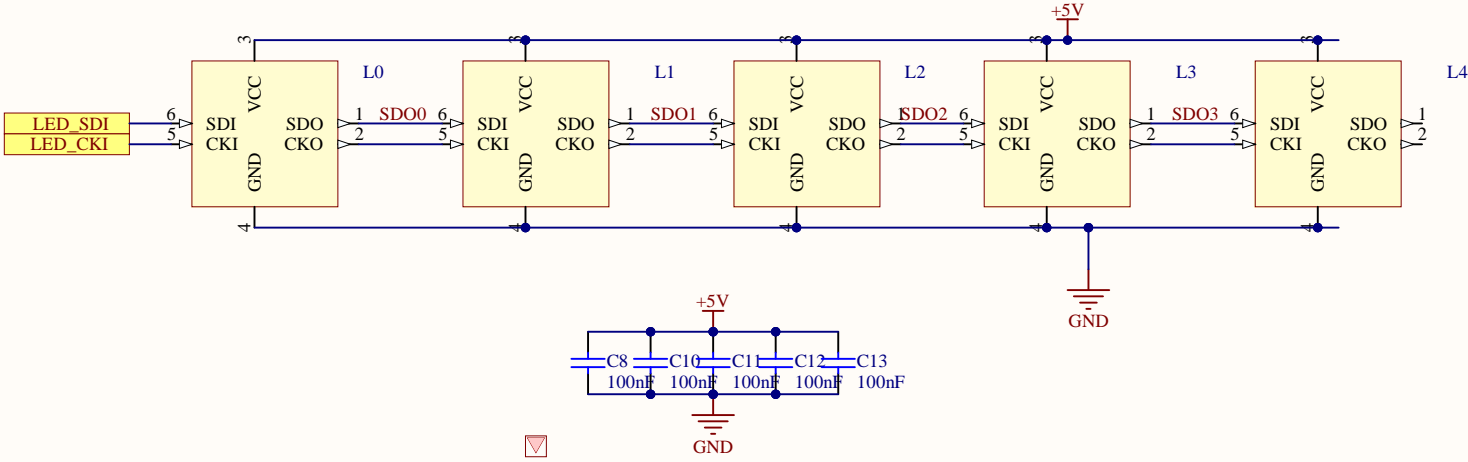 +5V
3 3 3 3 3
L0 L1 L2 L3 L4
VCC VCC VCC VCC VCC
LED_SDI 6 SDI SDO 1 SDO0 6 SDI SDO 1 SDO1 6 SDI SDO 1 SDO2 6 SDI SDO 1 SDO3 6 SDI SDO 1
LED_CKI 5 CKI CKO 2 5 CKI CKO 2 5 CKI CKO 2 5 CKI CKO 2 5 CKI CKO 2
GND GND GND GND GND
4 4 4 4 4
GND
+5V
C8 C10 C11 C12 C13
100nF 100nF 100nF 100nF 100nF
GND